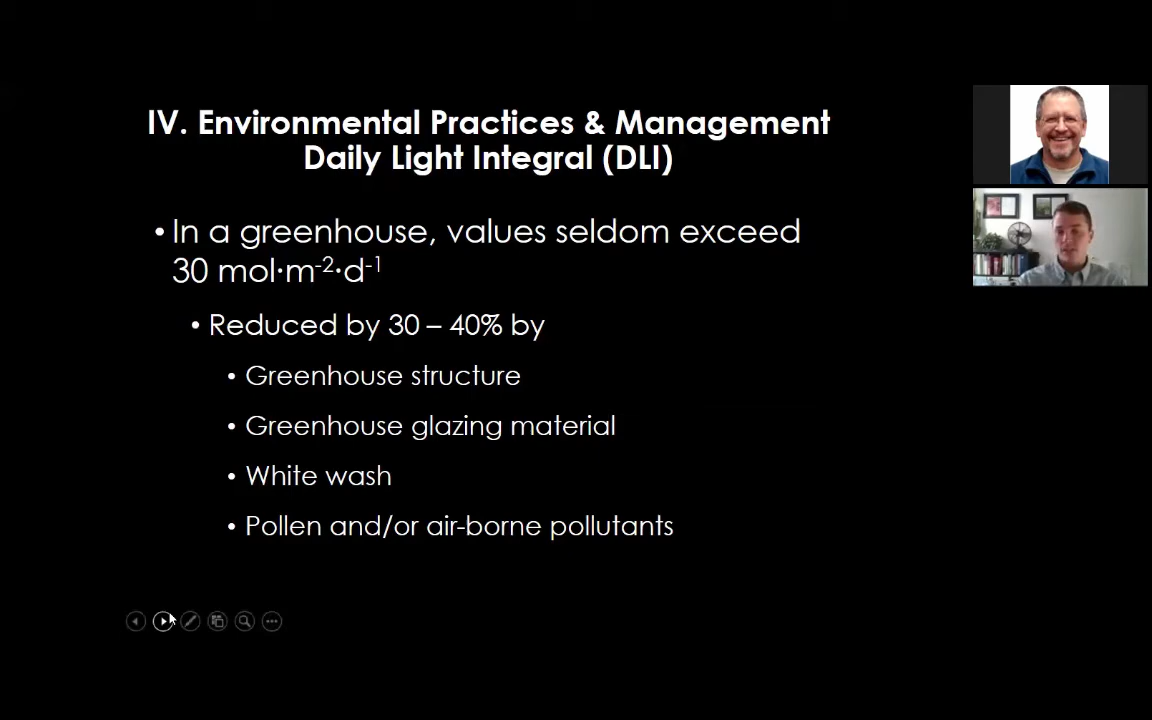 IV. Environmental Practices & Management
Daily Light Integral (DLI)
• In a greenhouse, values seldom exceed
30 mol·m-2·d-1
• Reduced by 30 – 40% by
• Greenhouse structure
• Greenhouse glazing material
• White wash
• Pollen and/or air-borne pollutants